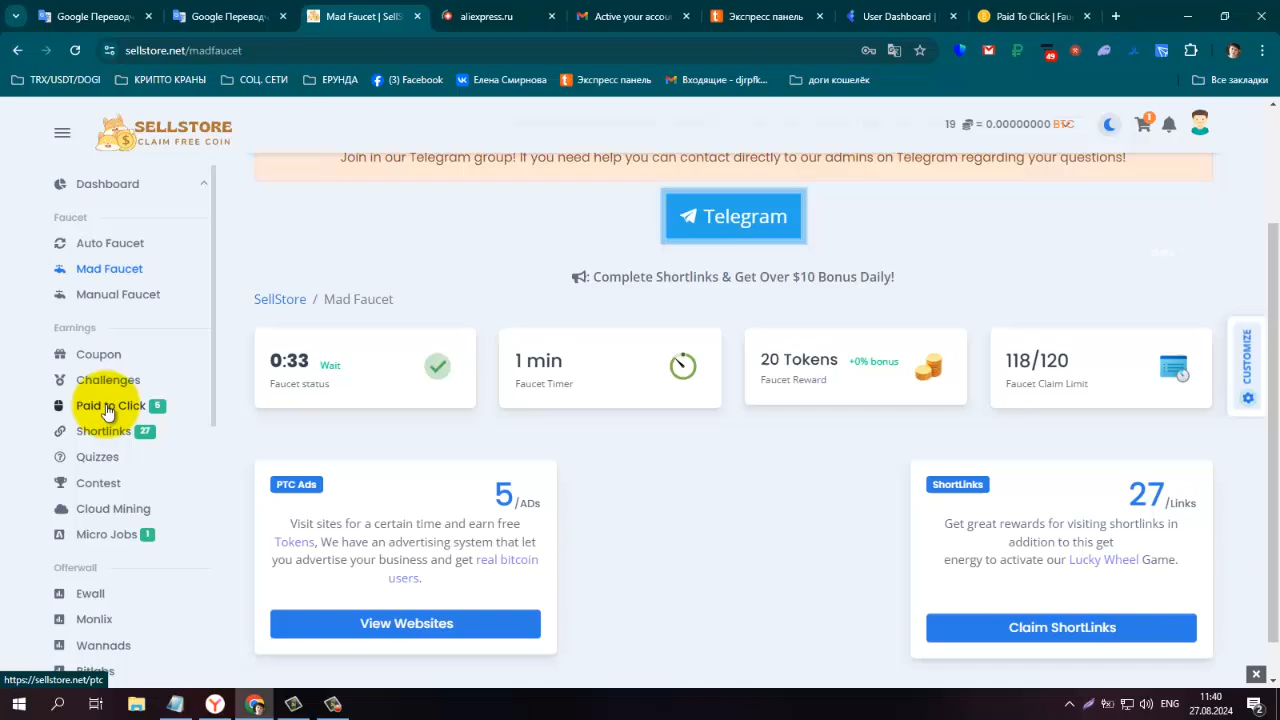 Google Переводч
Google Переводч
Mad Faucet | SellS
aliexpress.ru
Active your accou
Экспресс панель
User Dashboard |
Paid To Click | Fau
sellstore.net/madfaucet
49
TRX/USDT/DOGI
КРИПТО КРАНЫ
СОЦ. СЕТИ
ЕРУНДА
(3) Facebook
Елена Смирнова
Экспресс панель
Входящие - djrpfk...
доги кошелёк
Все закладки
SELLSTORE
CLAIM FREE COIN
19 = 0.00000000 BTC
1
Join in our Telegram group! If you need help you can contact directly to our admins on Telegram regarding your questions!
Telegram
: Complete Shortlinks & Get Over $10 Bonus Daily!
SellStore / Mad Faucet
Dashboard
Faucet
Auto Faucet
Mad Faucet
Manual Faucet
Earnings
Coupon
Challenges
Paid to Click 5
Shortlinks 27
Quizzes
Contest
Cloud Mining
Micro Jobs 1
Offerwall
Ewall
Monlix
Wannads
Bitlabs
0:33 Wait
Faucet status
1 min
Faucet Timer
20 Tokens +0% bonus
Faucet Reward
118/120
Faucet Claim Limit
CUSTOMIZE
PTC Ads
5/ADs
Visit sites for a certain time and earn free
Tokens, We have an advertising system that let
you advertise your business and get real bitcoin
users.
View Websites
ShortLinks
27/Links
Get great rewards for visiting shortlinks in
addition to this get
energy to activate our Lucky Wheel Game.
Claim ShortLinks
https://sellstore.net/ptc
ENG
11:40
27.08.2024
2